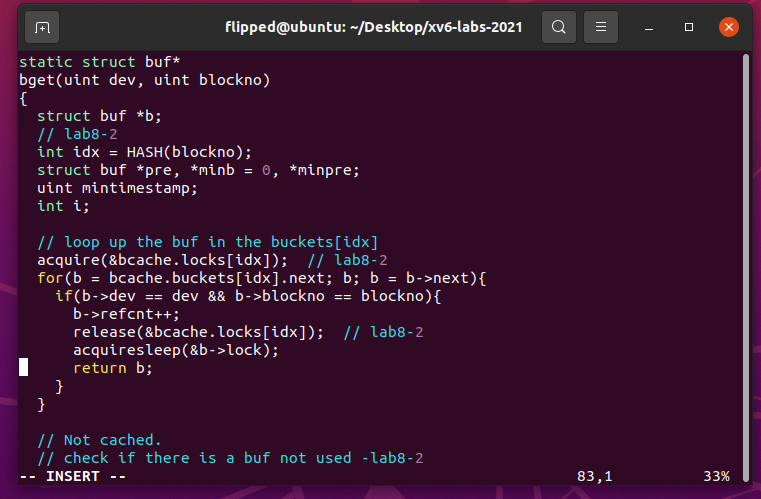 flipped@ubuntu: ~/Desktop/xv6-labs-2021
static struct buf*
bget(uint dev, uint blockno)
{
  struct buf *b;
  // lab8-2
  int idx = HASH(blockno);
  struct buf *pre, *minb = 0, *minpre;
  uint mintimestamp;
  int i;

  // loop up the buf in the buckets[idx]
  acquire(&bcache.locks[idx]);  // lab8-2
  for(b = bcache.buckets[idx].next; b; b = b->next){
    if(b->dev == dev && b->blockno == blockno){
      b->refcnt++;
      release(&bcache.locks[idx]);  // lab8-2
      acquiresleep(&b->lock);
      return b;
    }
  }

  // Not cached.
  // check if there is a buf not used -lab8-2
-- INSERT -- 83,1 33%